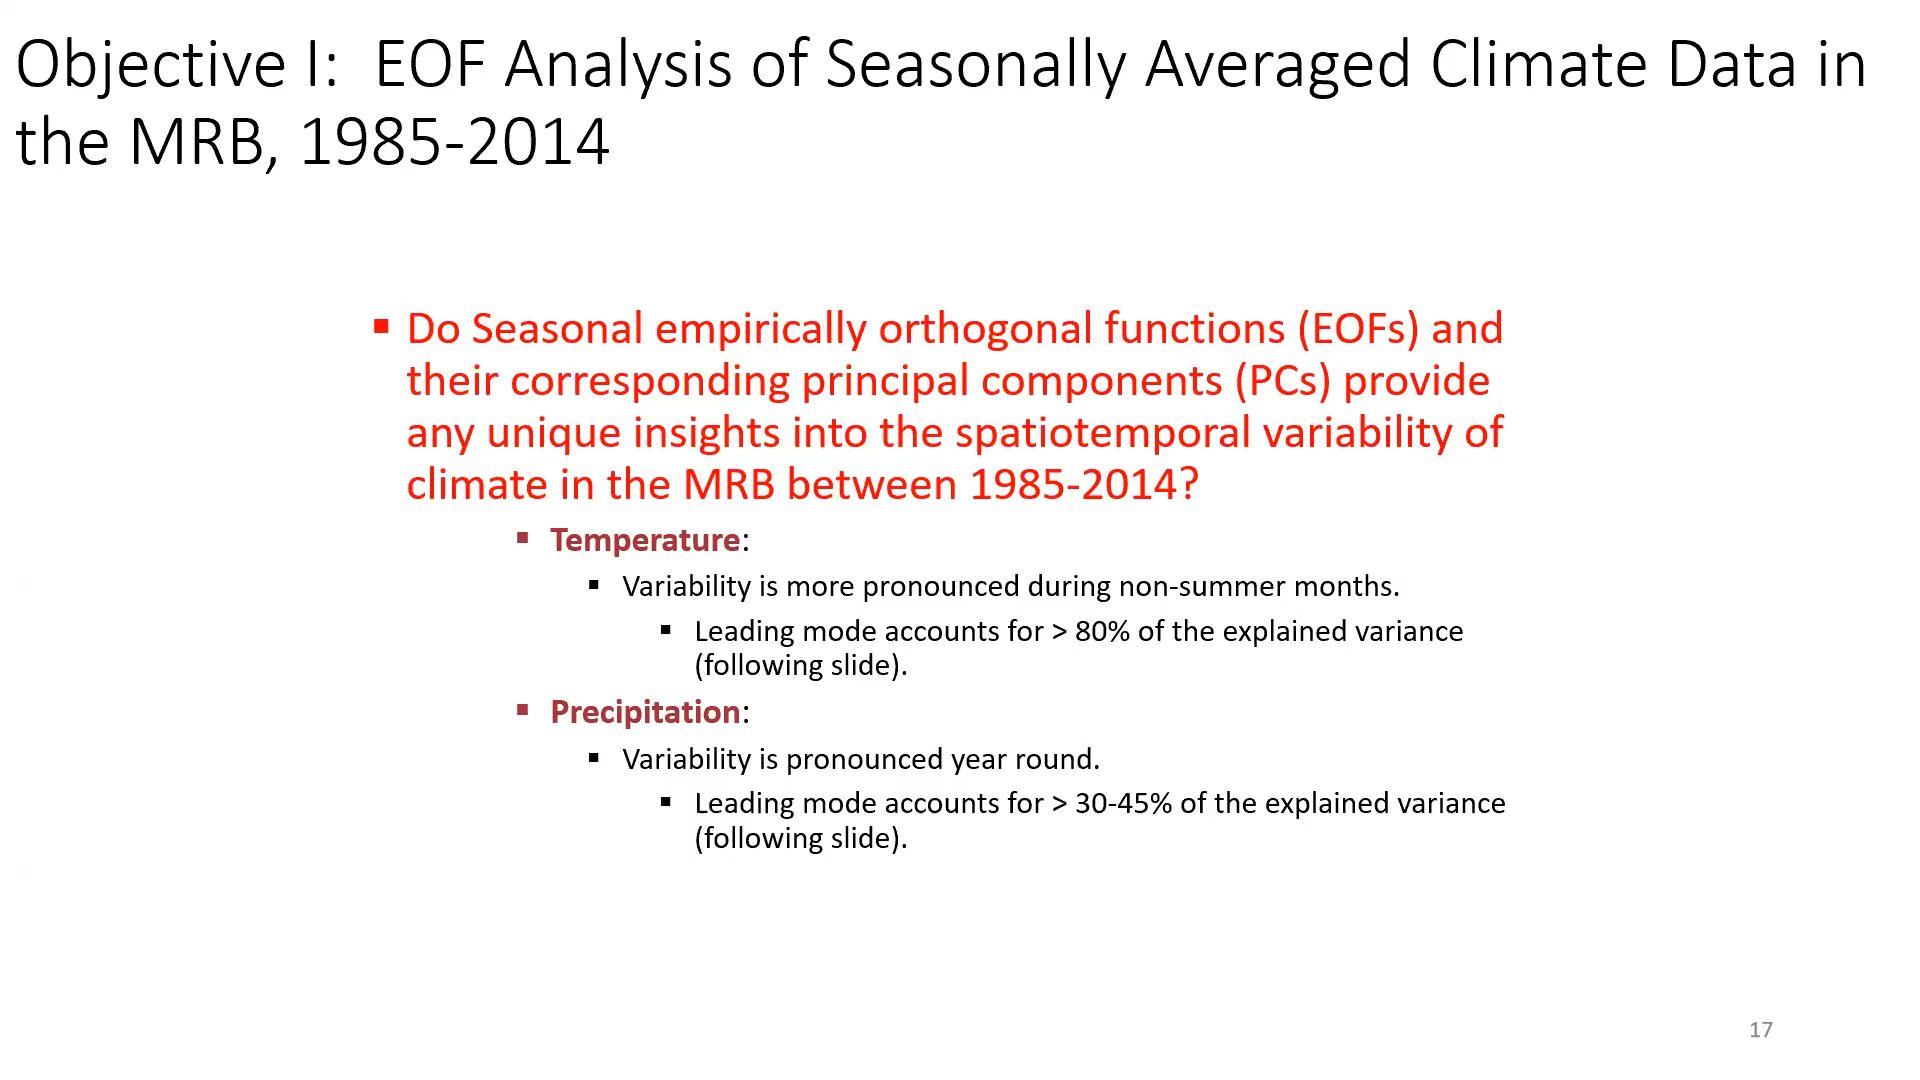 Objective I:  EOF Analysis of Seasonally Averaged Climate Data in
the MRB, 1985-2014
▪ Do Seasonal empirically orthogonal functions (EOFs) and
their corresponding principal components (PCs) provide
any unique insights into the spatiotemporal variability of
climate in the MRB between 1985-2014?
▪ Temperature:
▪ Variability is more pronounced during non-summer months.
▪ Leading mode accounts for > 80% of the explained variance
(following slide).
▪ Precipitation:
▪ Variability is pronounced year round.
▪ Leading mode accounts for > 30-45% of the explained variance
(following slide).
17